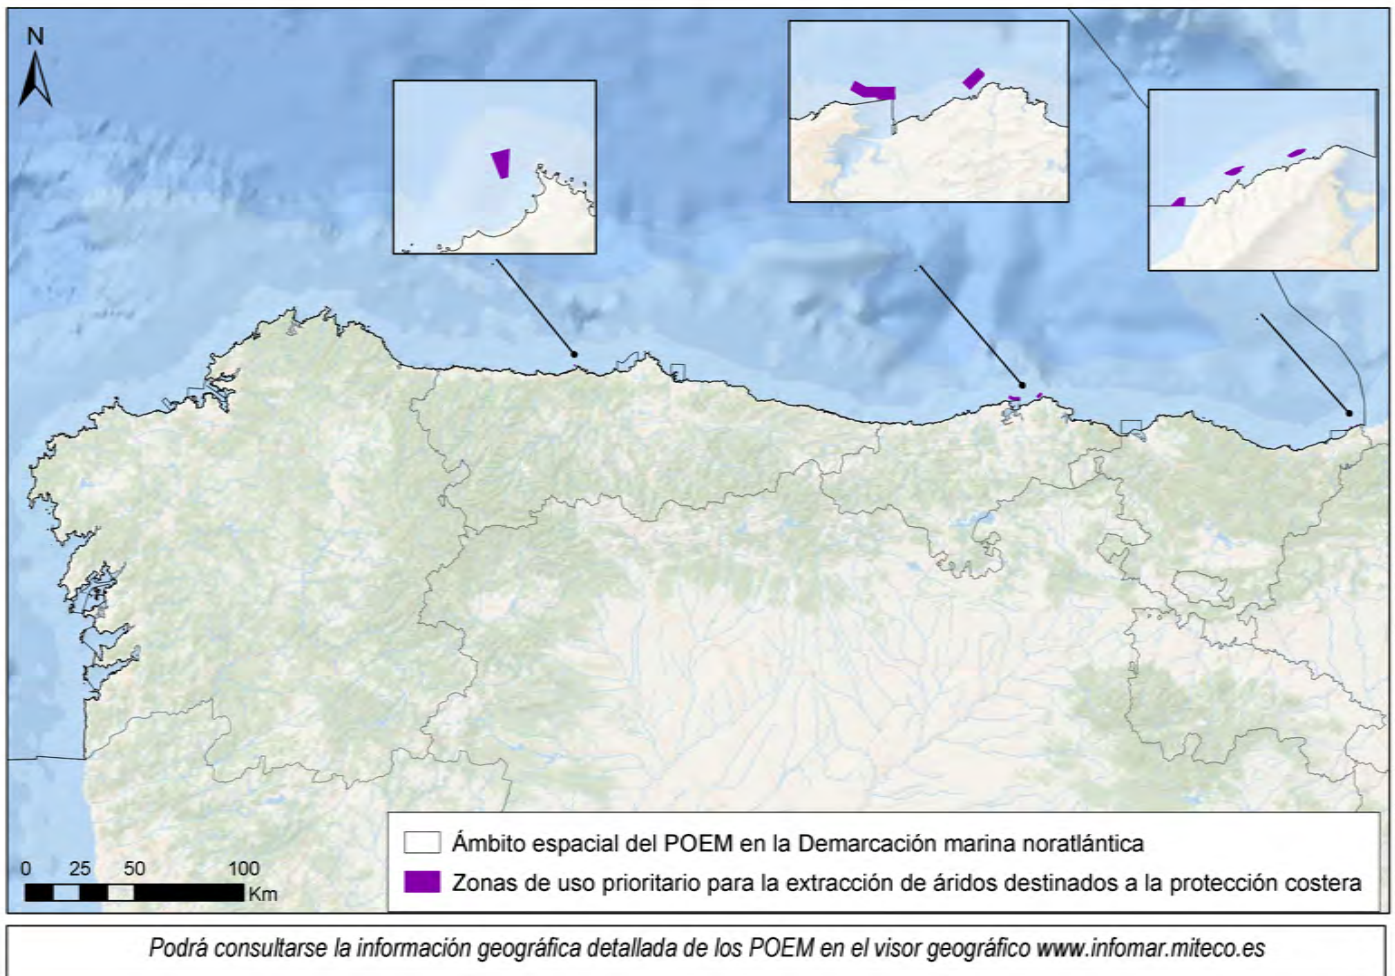 N
Ámbito espacial del POEM en la Demarcación marina noratlántica
Zonas de uso prioritario para la extracción de áridos destinados a la protección costera
0 25 50 100
Km
Podrá consultarse la información geográfica detallada de los POEM en el visor geográfico www.infomar.miteco.es